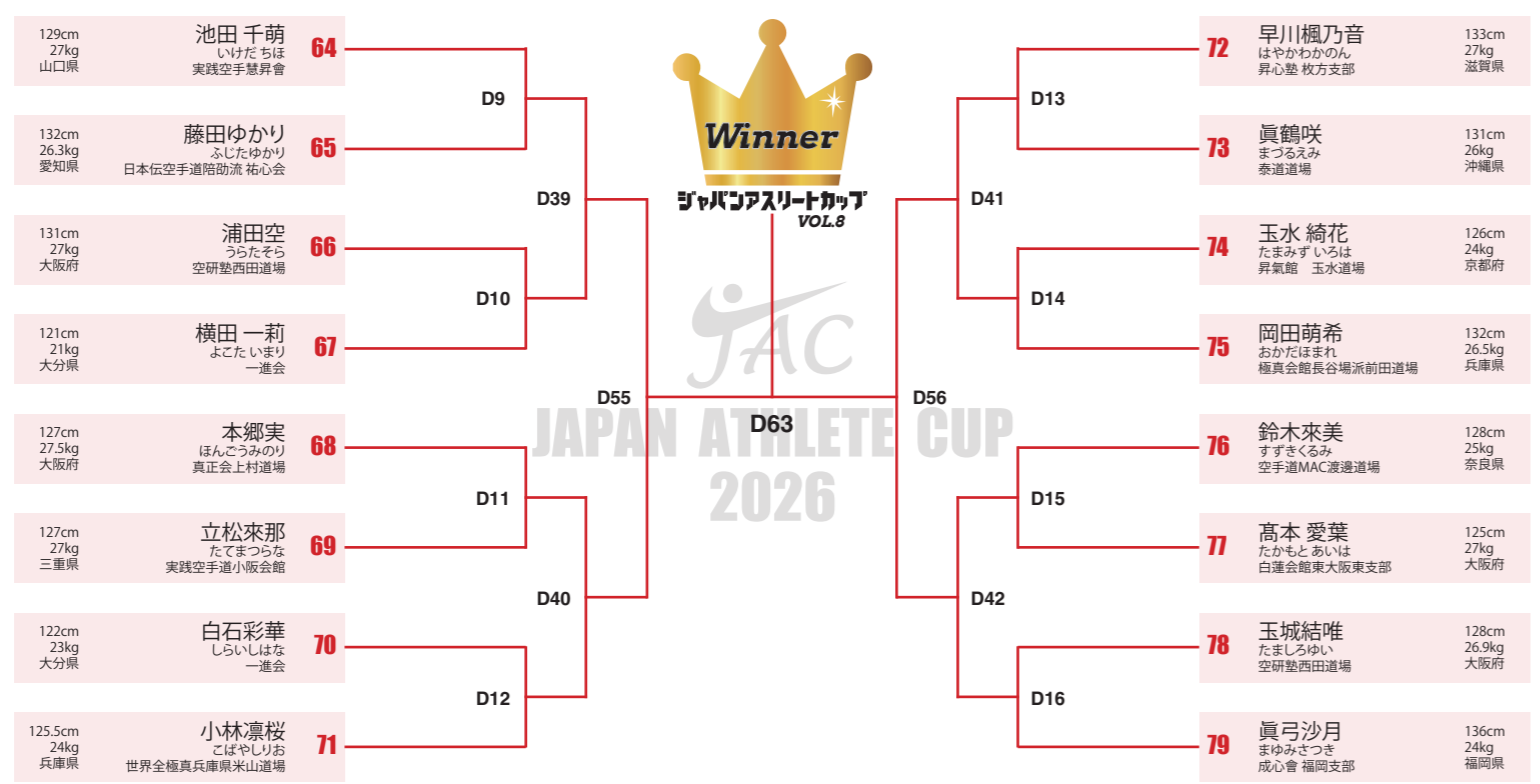 129cm
27kg
山口県
池田 千萌
いけだ ちほ
実践空手慧昇會
64
132cm
26.3kg
愛知県
藤田ゆかり
ふじたゆかり
日本伝空手道陪劭流 祐心会
65
131cm
27kg
大阪府
浦田空
うらたそら
空研塾西田道場
66
121cm
21kg
大分県
横田 一莉
よこた いまり
一進会
67
127cm
27.5kg
大阪府
本郷実
ほんごうみのり
真正会上村道場
68
127cm
27kg
三重県
立松來那
たてまつらな
実践空手道小阪会館
69
122cm
23kg
大分県
白石彩華
しらいしはな
一進会
70
125.5cm
24kg
兵庫県
小林凛桜
こばやしりお
世界全極真兵庫県米山道場
71
D9
D10
D11
D12
D39
D40
D55
Winner
ジャパンアスリートカップ
VOL.8
JAC
JAPAN ATHLETE CUP
2026
D63
D56
D41
D42
D13
D14
D15
D16
72
早川楓乃音
はやかわかのん
昇心塾 枚方支部
133cm
27kg
滋賀県
73
眞鶴咲
まづるえみ
泰道道場
131cm
26kg
沖縄県
74
玉水 綺花
たまみず いろは
昇氣館　玉水道場
126cm
24kg
京都府
75
岡田萌希
おかだほまれ
極真会館長谷場派前田道場
132cm
26.5kg
兵庫県
76
鈴木來美
すずきくるみ
空手道MAC渡邊道場
128cm
25kg
奈良県
77
髙本 愛葉
たかもと あいは
白蓮会館東大阪東支部
125cm
27kg
大阪府
78
玉城結唯
たましろゆい
空研塾西田道場
128cm
26.9kg
大阪府
79
眞弓沙月
まゆみさつき
成心會 福岡支部
136cm
24kg
福岡県